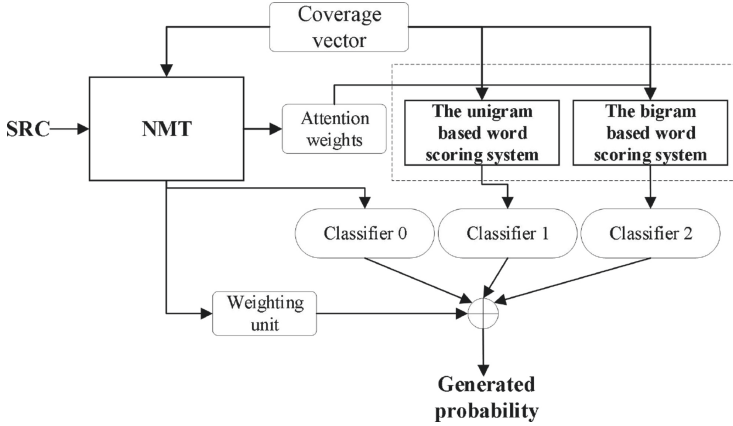 Coverage
vector
SRC
NMT
Attention
weights
The unigram
based word
scoring system
The bigram
based word
scoring system
Classifier 0
Classifier 1
Classifier 2
Weighting
unit
Generated
probability